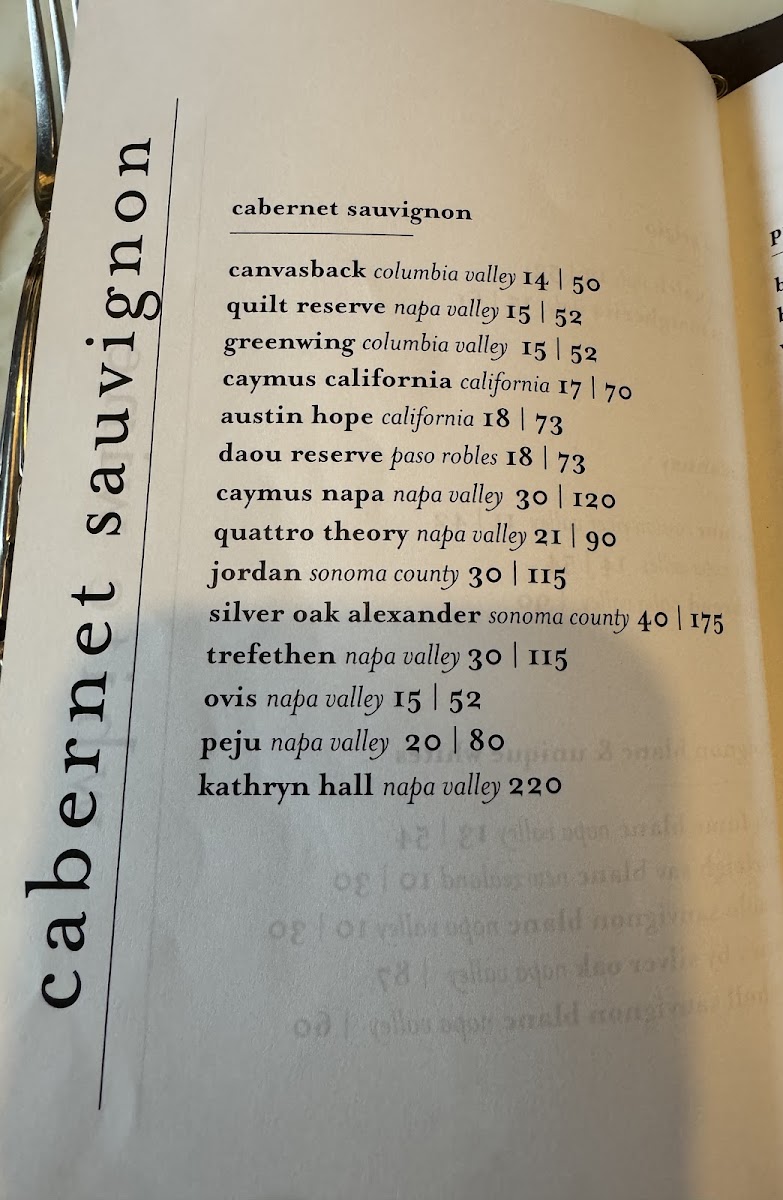 cabernet sauvignon
cabernet sauvignon
canvasback columbia valley 14 | 50
quilt reserve napa valley 15 | 52
greenwing columbia valley 15 | 52
caymus california california 17 | 70
austin hope california 18 | 73
daou reserve paso robles 18 | 73
caymus napa napa valley 30 | 120
quattro theory napa valley 21 | 90
jordan sonoma county 30 | 115
silver oak alexander sonoma county 40 | 175
trefethen napa valley 30 | 115
ovis napa valley 15 | 52
peju napa valley 20 | 80
kathryn hall napa valley 220